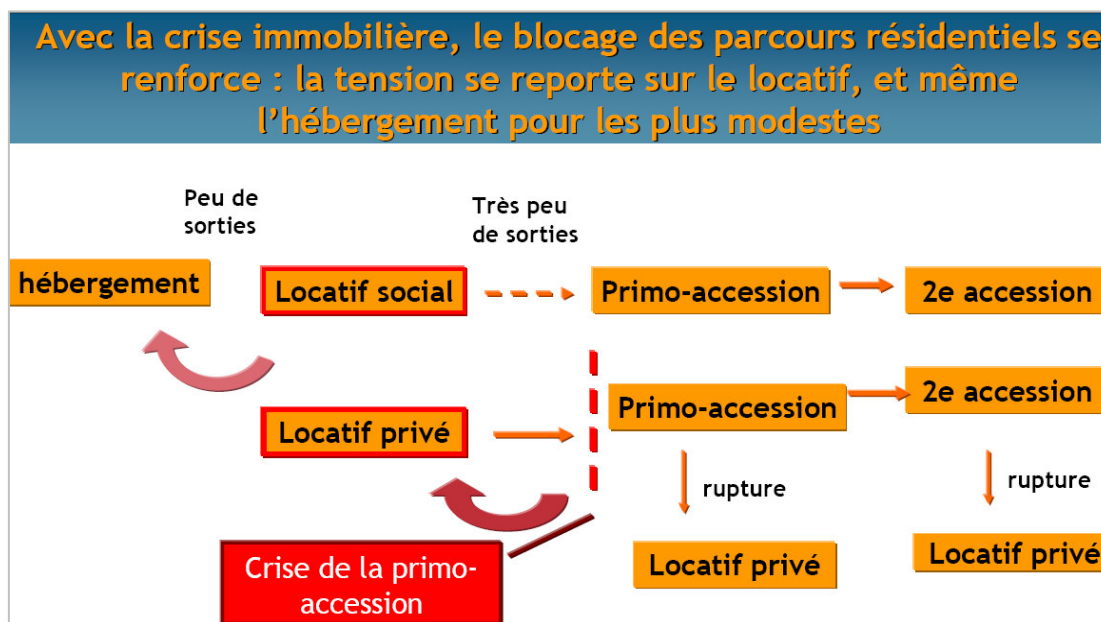 Avec la crise immobilière, le blocage des parcours résidentiels se
renforce : la tension se reporte sur le locatif, et même
l'hébergement pour les plus modestes
Peu de
sorties
Très peu
de sorties
hébergement
Locatif social
Primo-accession
2e accession
Locatif privé
Primo-accession
2e accession
rupture
rupture
Crise de la primo-
accession
Locatif privé
Locatif privé